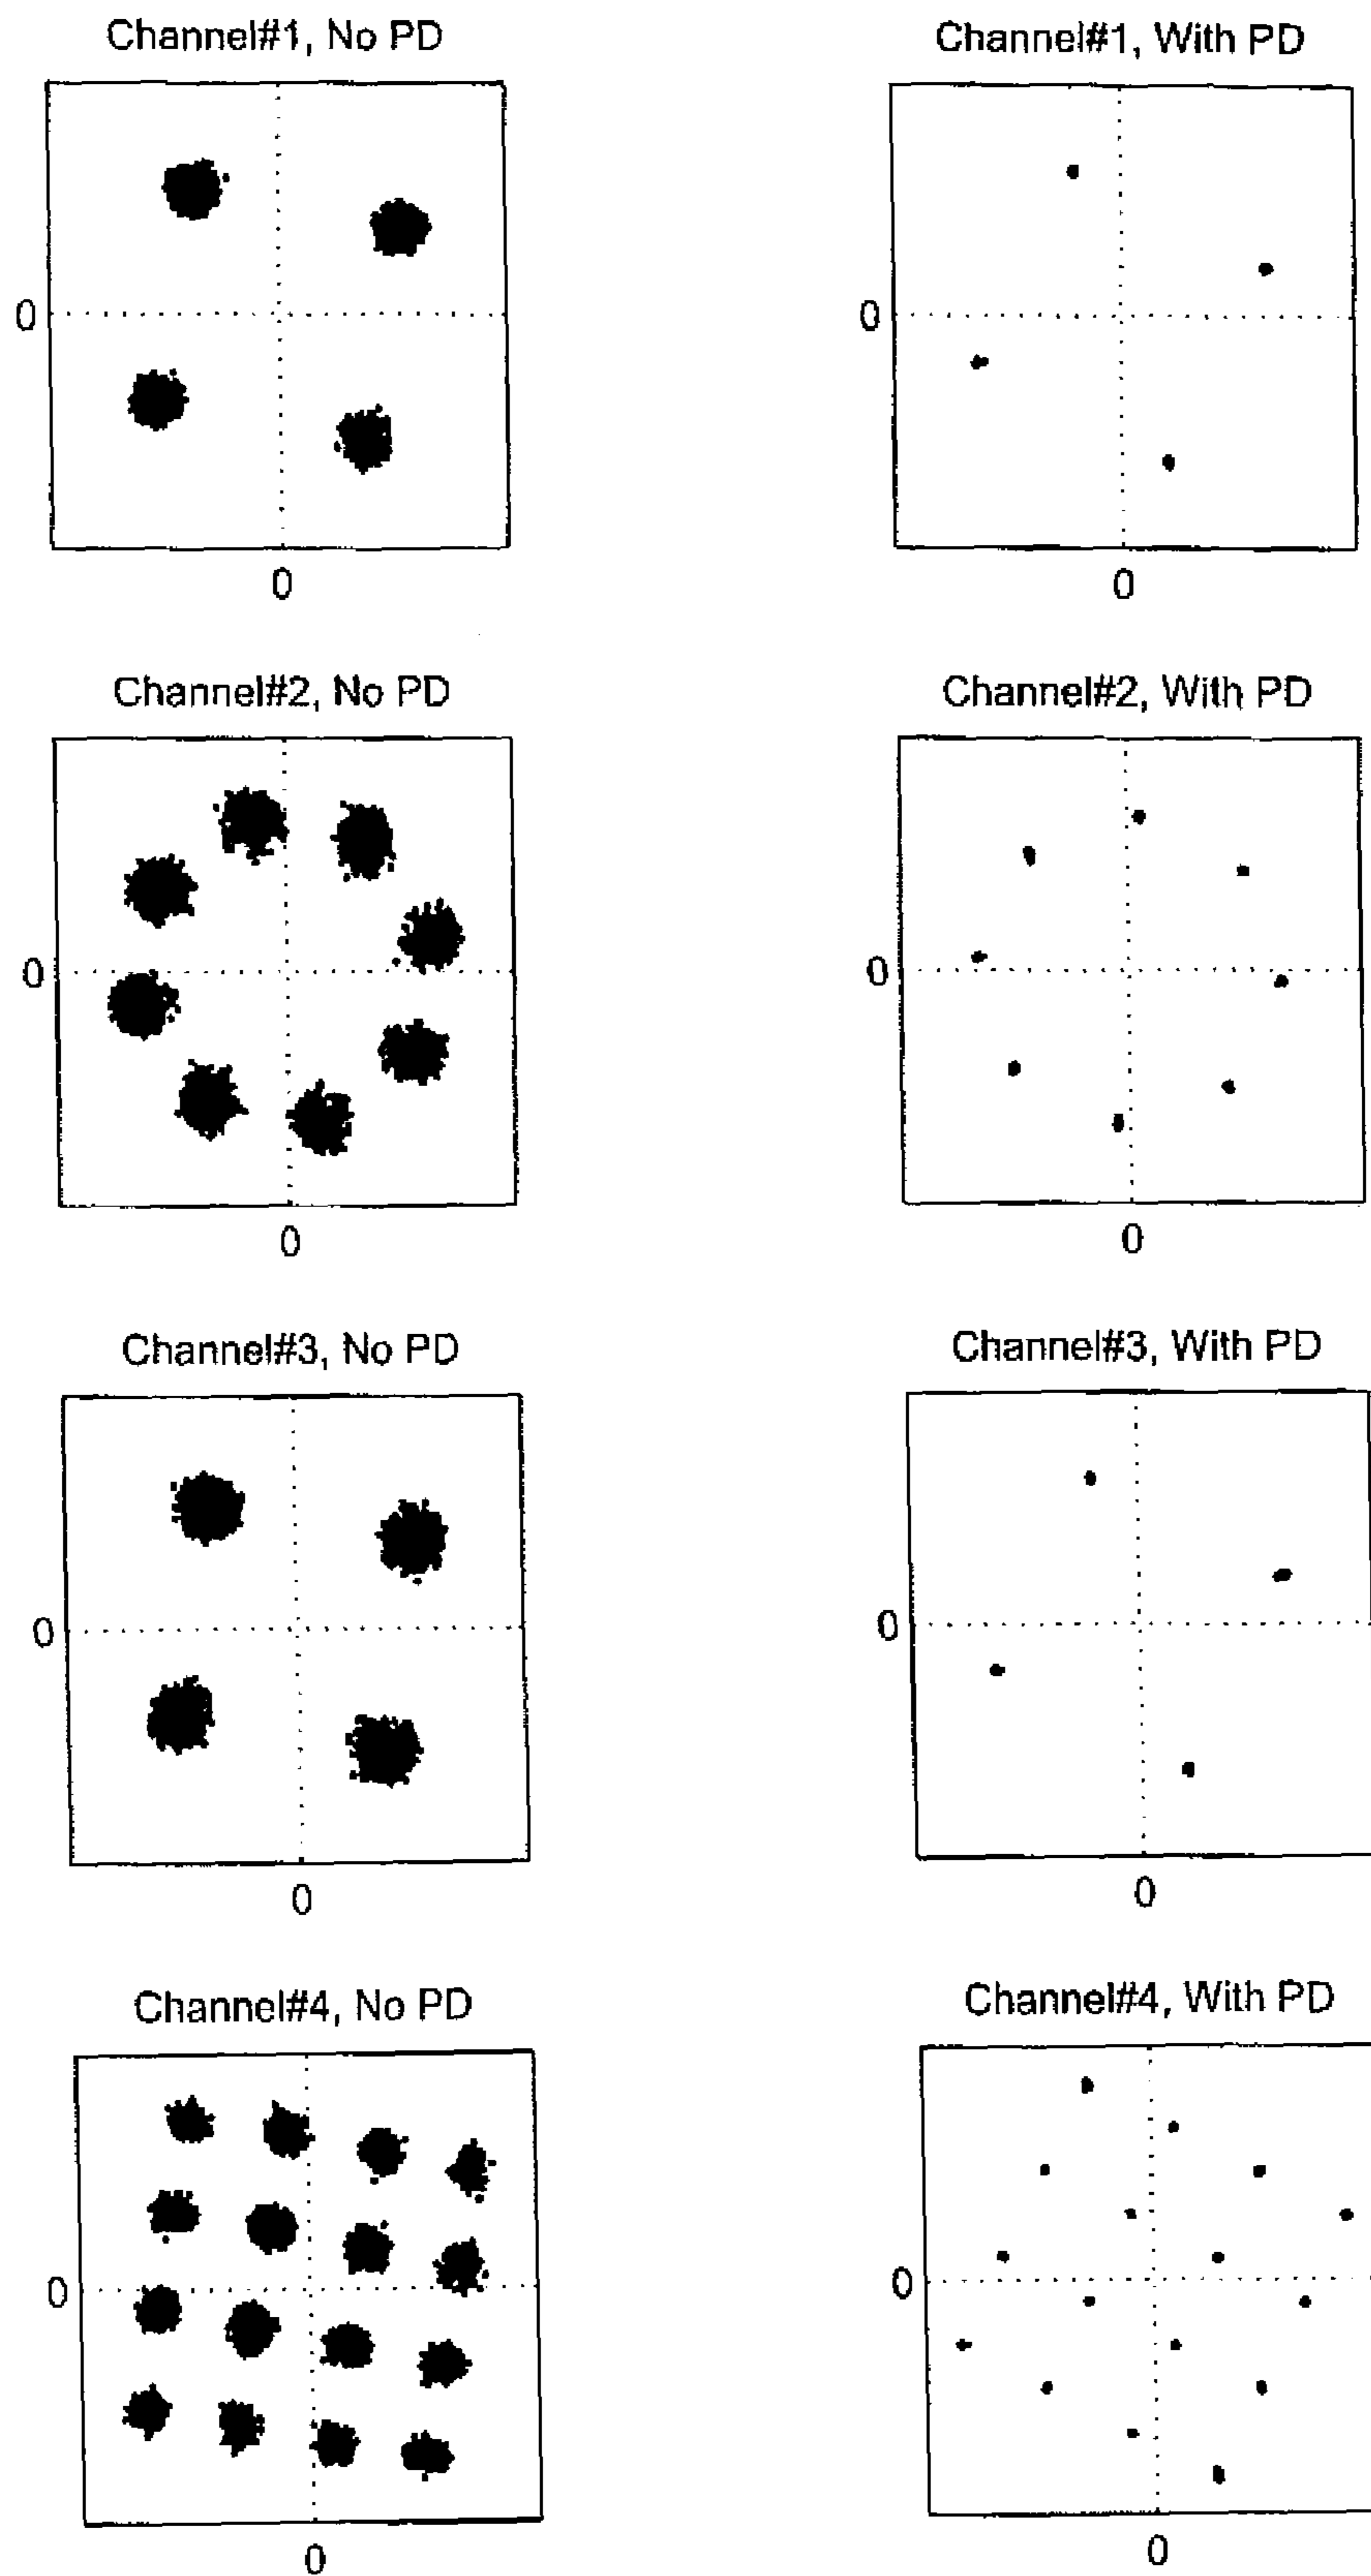 Channel#1, No PD
Channel#1, With PD
0
0
0
0
Channel#2, No PD
Channel#2, With PD
0
0
0
0
Channel#3, No PD
Channel#3, With PD
0
0
0
0
Channel#4, No PD
Channel#4, With PD
0
0
0
0